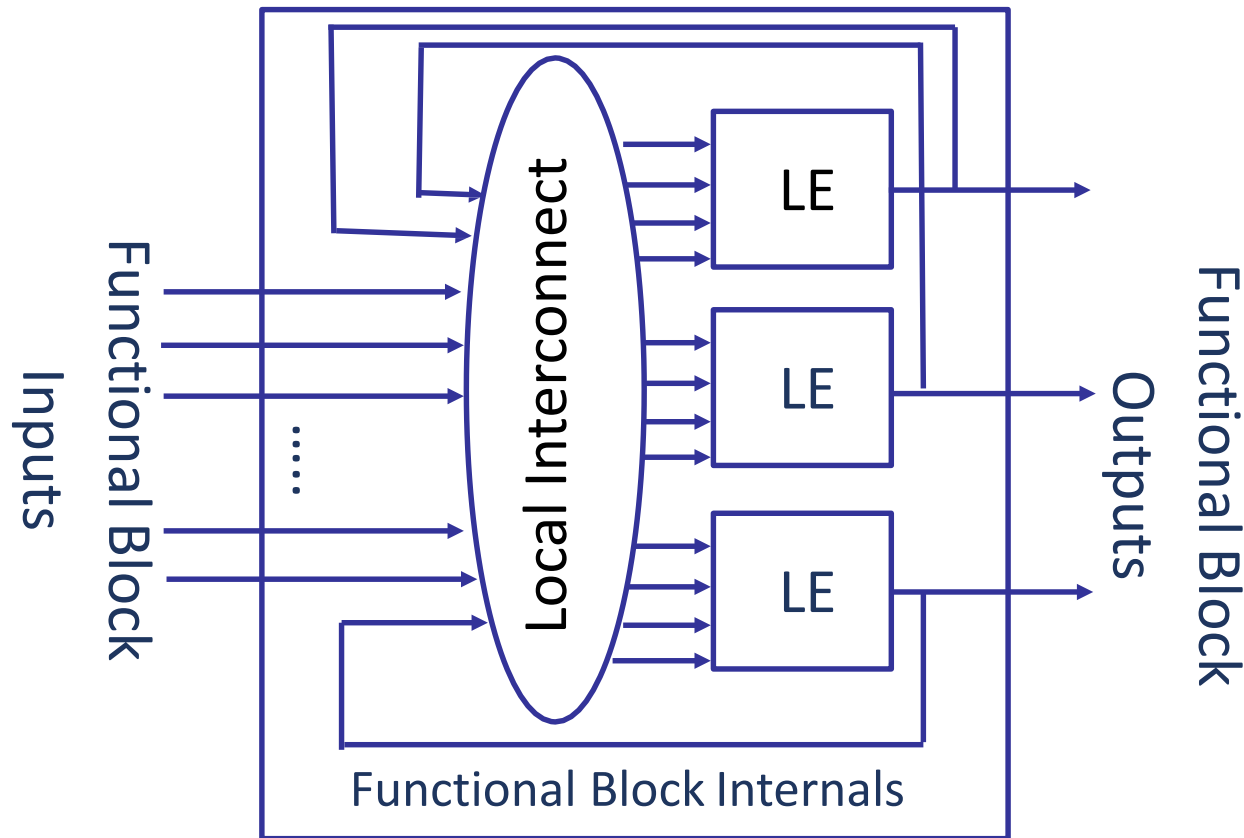 Functional Block
Inputs
......
Local Interconnect
LE
LE
LE
Functional Block
Outputs
Functional Block Internals